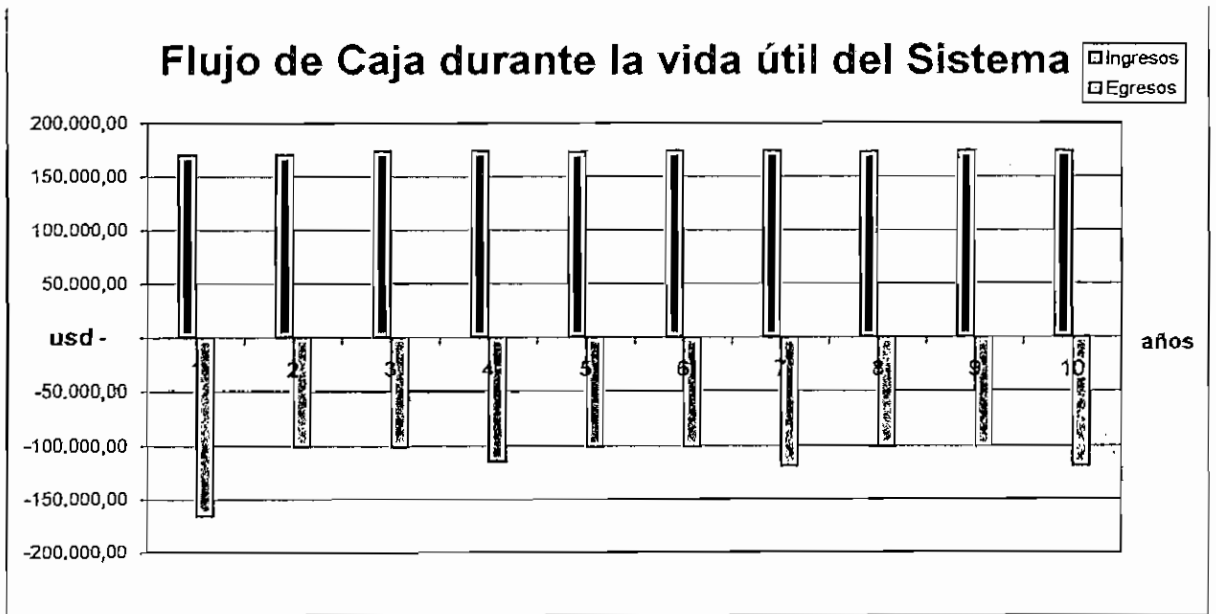 Flujo de Caja durante la vida útil del Sistema
Ingresos
Egresos
200.000,00
150.000,00
100.000,00
50.000,00
usd -
-50.000,00
-100.000,00
-150.000,00
-200.000,00
1 2 3 4 5 6 7 8 9 10
años